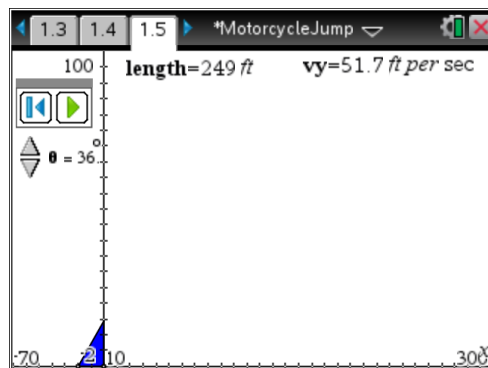 1.3 1.4 1.5 *MotorcycleJump
100 length=249 ft vy=51.7 ft per sec
θ = 36.°
-70 -2 10 300 x